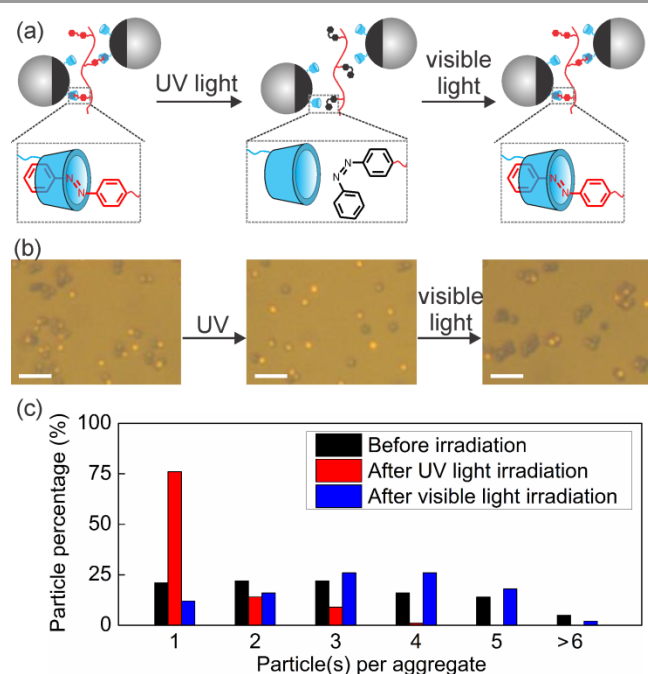 (a)
UV light
visible
light
N
N
N
N
N
N
(b)
UV
visible
light
(c)
Particle percentage (%)
100
75
50
25
0
Before irradiation
After UV light irradiation
After visible light irradiation
1 2 3 4 5 >6
Particle(s) per aggregate